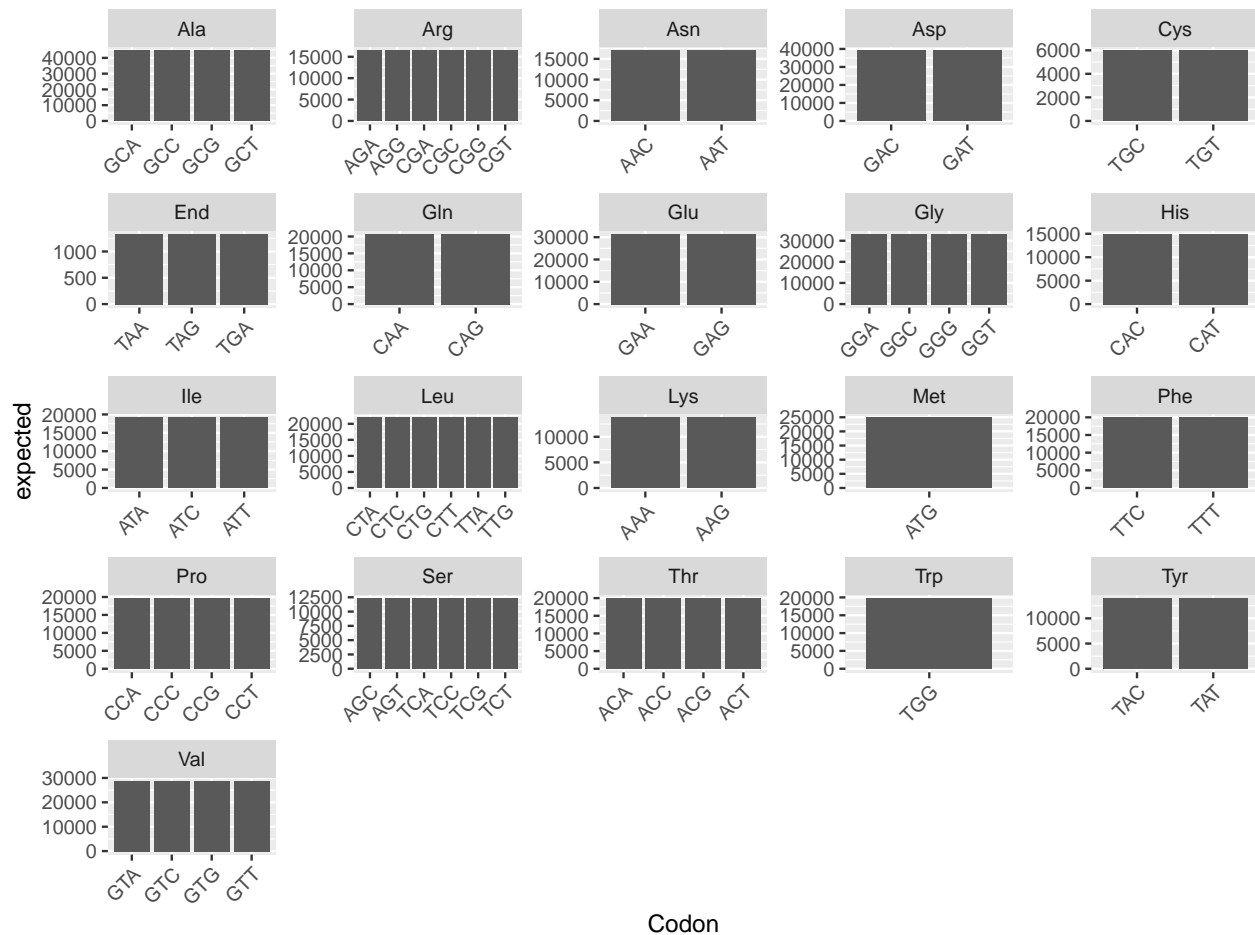 Ala
Arg
Asn
Asp
Cys
40000
30000
20000
10000
0
15000
10000
5000
0
15000
10000
5000
0
40000
30000
20000
10000
0
6000
4000
2000
0
GCA GCC GCG GCT
AGA AGG CGA CGC CGG CGT
AAC AAT
GAC GAT
TGC TGT
End
Gln
Glu
Gly
His
1000
500
0
20000
15000
10000
5000
0
30000
20000
10000
0
30000
20000
10000
0
15000
10000
5000
0
TAA TAG TGA
CAA CAG
GAA GAG
GGA GGC GGG GGT
CAC CAT
Ile
Leu
Lys
Met
Phe
20000
15000
10000
5000
0
20000
15000
10000
5000
0
10000
5000
0
25000
20000
15000
10000
5000
0
20000
15000
10000
5000
0
ATA ATC ATT
CTA CTC CTG CTT TTA TTG
AAA AAG
ATG
TTC TTT
expected
Pro
Ser
Thr
Trp
Tyr
20000
15000
10000
5000
0
12500
10000
7500
5000
2500
0
20000
15000
10000
5000
0
20000
15000
10000
5000
0
10000
5000
0
CCA CCC CCG CCT
AGC AGT TCA TCC TCG TCT
ACA ACC ACG ACT
TGG
TAC TAT
Val
30000
20000
10000
0
GTA GTC GTG GTT
Codon